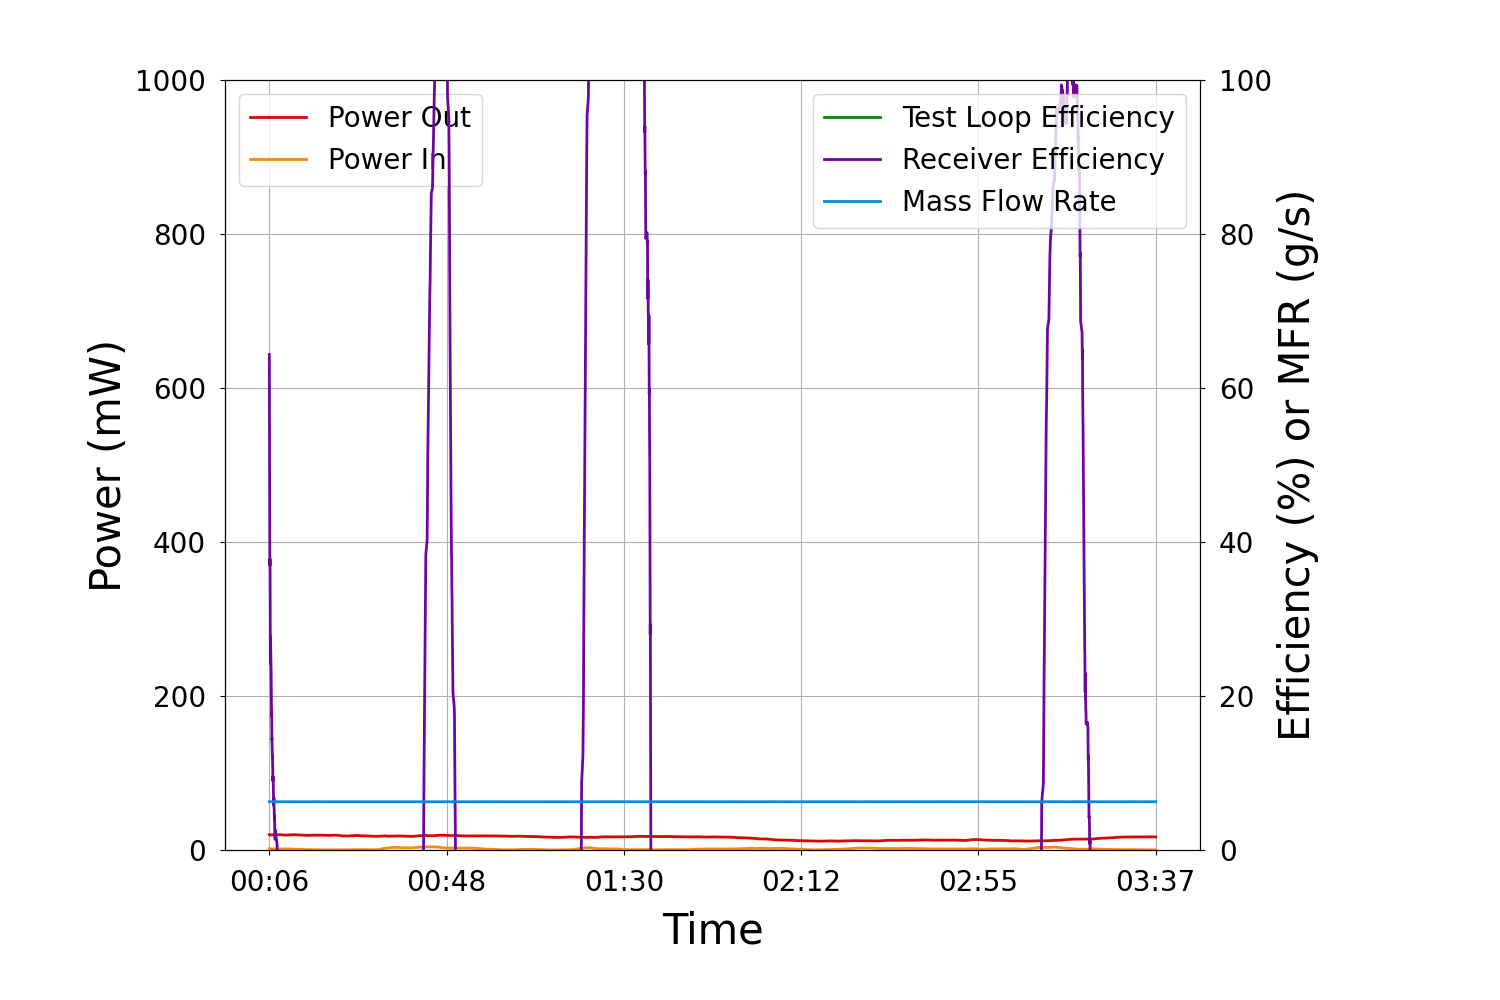 1000
800
600
400
200
0
Power (mW)
Power Out
Power In
Test Loop Efficiency
Receiver Efficiency
Mass Flow Rate
100
80
60
40
20
0
Efficiency (%) or MFR (g/s)
00:06 00:48 01:30 02:12 02:55 03:37
Time